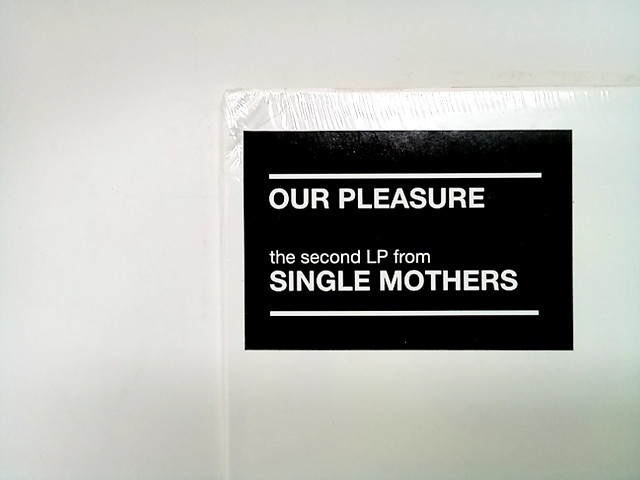 OUR PLEASURE
the second LP from
SINGLE MOTHERS